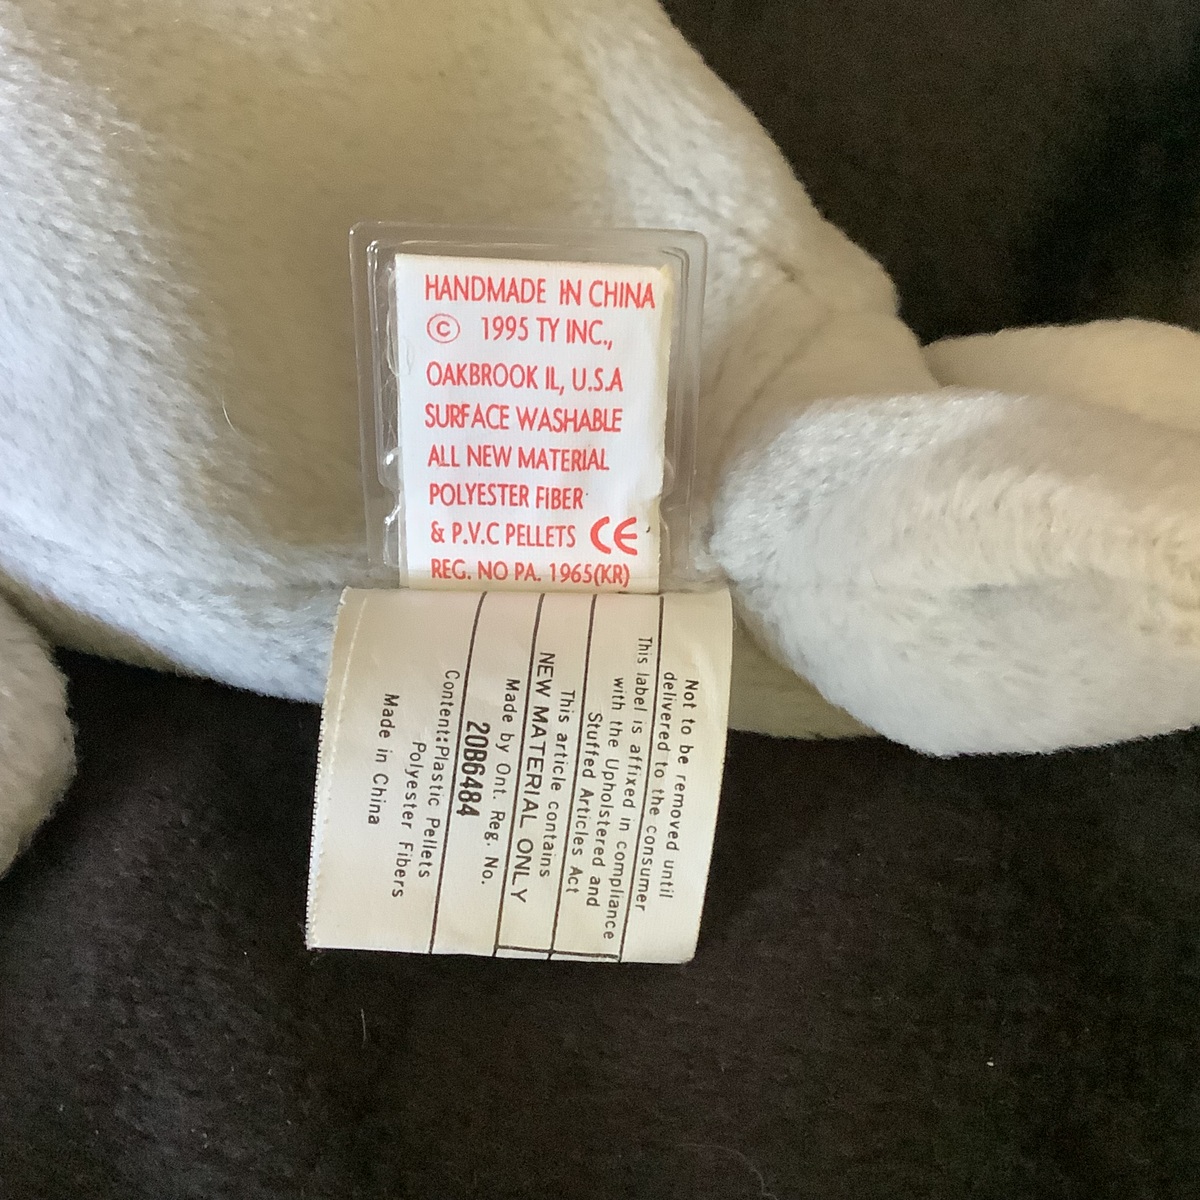 HANDMADE IN CHINA
© 1995 TY INC.,
OAKBROOK IL, U.S.A
SURFACE WASHABLE
ALL NEW MATERIAL
POLYESTER FIBER
& P.V.C PELLETS CE
REG. NO PA. 1965(KR)
Not to be removed until
delivered to the consumer
This label is affixed in compliance
with the Upholstered and
Stuffed Articles Act
This article contains
NEW MATERIAL ONLY
Made by Ont. Reg. No.
20B6484
Content:Plastic Pellets
Polyester Fibers
Made in China